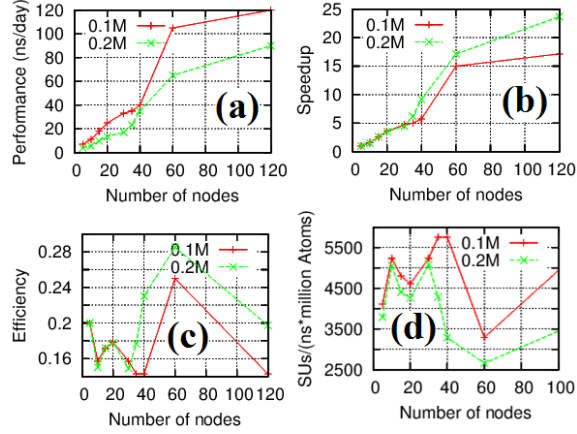 120
100
80
60
40
20
0
Performance (ns/day)
0.1M
0.2M
(a)
0 20 40 60 80 100 120
Number of nodes
25
20
15
10
5
0
Speedup
0.1M
0.2M
(b)
0 20 40 60 80 100 120
Number of nodes
0.28
0.24
0.2
0.16
Efficiency
0.1M
0.2M
(c)
0 20 40 60 80 100 120
Number of nodes
5500
4500
3500
2500
SUs/(ns*million Atoms)
0.1M
0.2M
(d)
0 20 40 60 80 100
Number of nodes